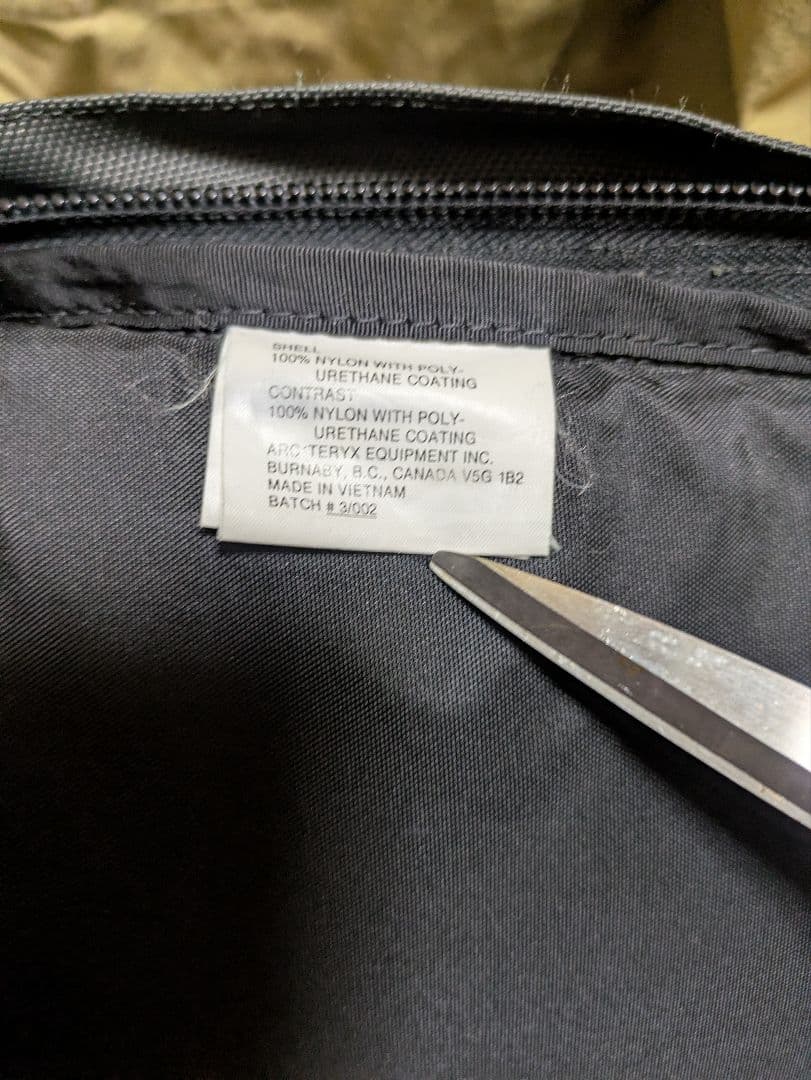 SHELL
100% NYLON WITH POLY-
URETHANE COATING
CONTRAST
100% NYLON WITH POLY-
URETHANE COATING
ARC'TERYX EQUIPMENT INC.
BURNABY, B.C., CANADA V5G 1B2
MADE IN VIETNAM
BATCH # 3/002